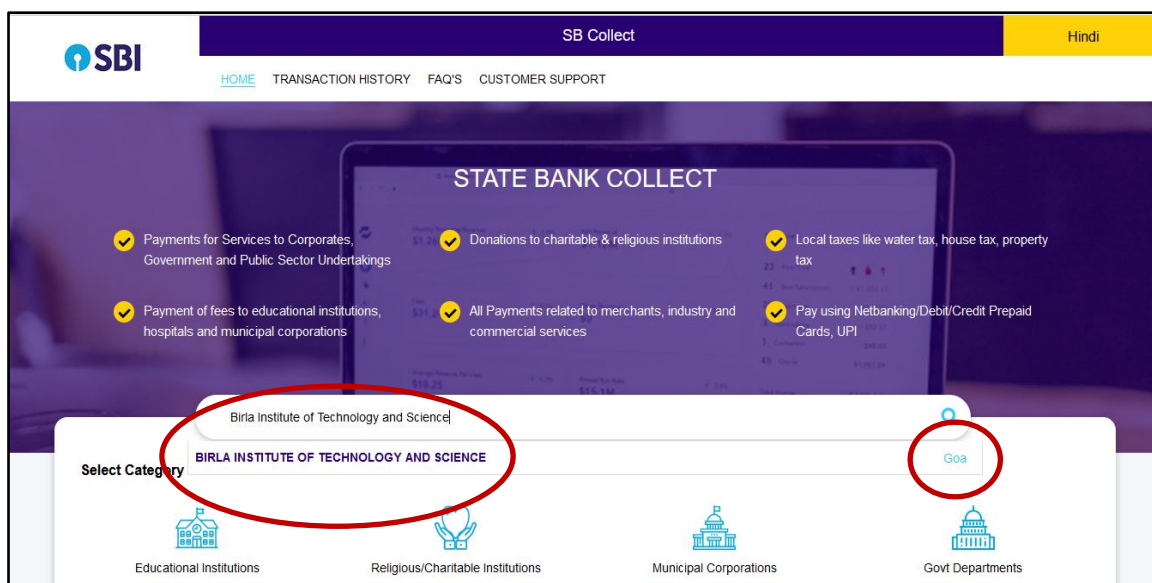 SBI
SB Collect
Hindi
HOME TRANSACTION HISTORY FAQ'S CUSTOMER SUPPORT
STATE BANK COLLECT
Payments for Services to Corporates,
Government and Public Sector Undertakings
Donations to charitable & religious institutions
Local taxes like water tax, house tax, property
tax
Payment of fees to educational institutions,
hospitals and municipal corporations
All Payments related to merchants, industry and
commercial services
Pay using Netbanking/Debit/Credit Prepaid
Cards, UPI
Birla Institute of Technology and Science
BIRLA INSTITUTE OF TECHNOLOGY AND SCIENCE Goa
Select Category
Educational Institutions
Religious/Charitable Institutions
Municipal Corporations
Govt Departments